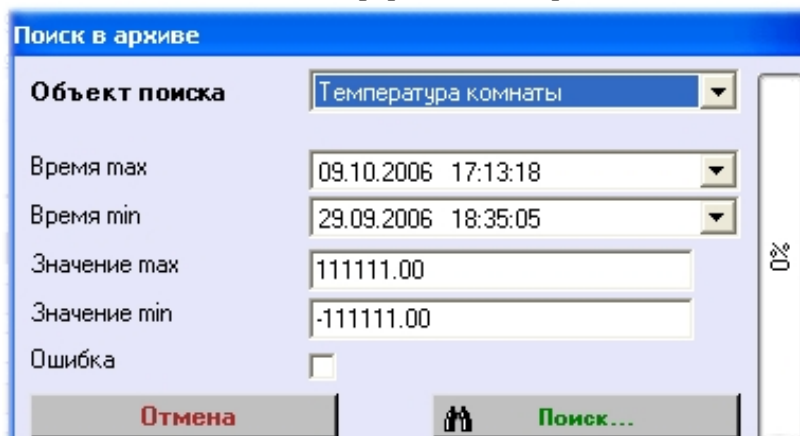 Поиск в архиве
Объект поиска Температура комнаты
Время max 09.10.2006 17:13:18
Время min 29.09.2006 18:35:05
Значение max 111111.00
Значение min -111111.00
0%
Ошибка
Отмена Поиск...